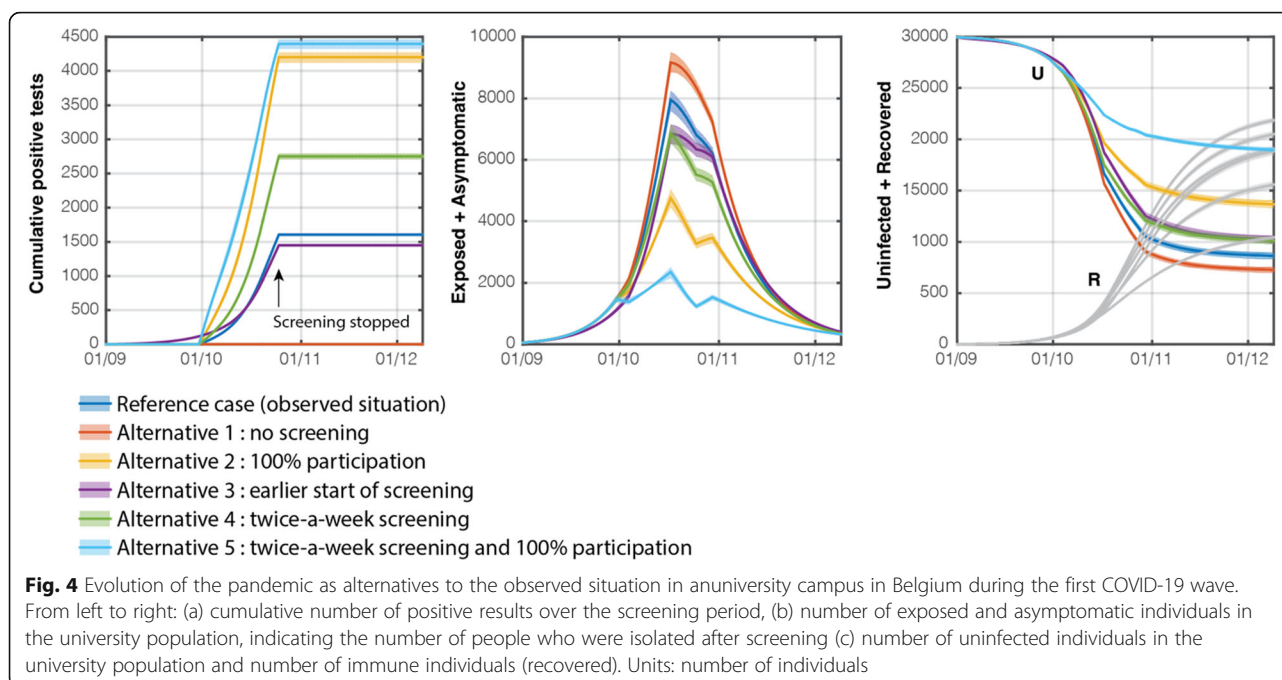 Cumulative positive tests
4500
4000
3500
3000
2500
2000
1500
1000
500
0
01/09
01/10
01/11
01/12
Screening stopped
Exposed + Asymptomatic
10000
8000
6000
4000
2000
0
01/09
01/10
01/11
01/12
Uninfected + Recovered
30000
25000
2000
15000
1000
500
0
01/09
01/10
01/11
01/12
U
R
Reference case (observed situation)
Alternative 1 : no screening
Alternative 2 : 100% participation
Alternative 3 : earlier start of screening
Alternative 4 : twice-a-week screening
Alternative 5 : twice-a-week screening and 100% participation
Fig. 4 Evolution of the pandemic as alternatives to the observed situation in anuniversity campus in Belgium during the first COVID-19 wave.
From left to right: (a) cumulative number of positive results over the screening period, (b) number of exposed and asymptomatic individuals in
the university population, indicating the number of people who were isolated after screening (c) number of uninfected individuals in the
university population and number of immune individuals (recovered). Units: number of individuals